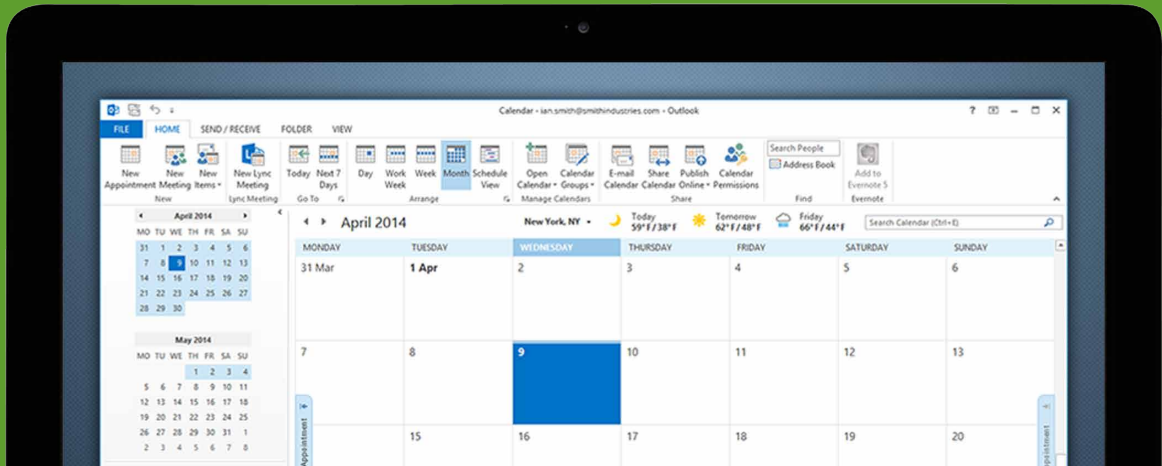 Calendar - ian.smith@smithindustries.com - Outlook
FILE HOME SEND / RECEIVE FOLDER VIEW
New Appointment
New Meeting
New Items
New Lync Meeting
Today
Next 7 Days
Day
Work Week
Week
Month
Schedule View
Open Calendar
Calendar Groups
E-mail Calendar
Share Calendar
Publish Online
Calendar Permissions
Search People
Address Book
Add to Evernote 5
New
Lync Meeting
Go To
Arrange
Manage Calendars
Share
Find
Evernote
April 2014
MO TU WE TH FR SA SU
31 1 2 3 4 5 6
7 8 9 10 11 12 13
14 15 16 17 18 19 20
21 22 23 24 25 26 27
28 29 30
May 2014
MO TU WE TH FR SA SU
1 2 3 4
5 6 7 8 9 10 11
12 13 14 15 16 17 18
19 20 21 22 23 24 25
26 27 28 29 30 31 1
2 3 4 5 6 7 8
April 2014
New York, NY
Today
59°F/38°F
Tomorrow
62°F/48°F
Friday
66°F/44°F
Search Calendar (Ctrl+E)
MONDAY TUESDAY WEDNESDAY THURSDAY FRIDAY SATURDAY SUNDAY
31 Mar 1 Apr 2 3 4 5 6
7 8 9 10 11 12 13
15 16 17 18 19 20
Appointment